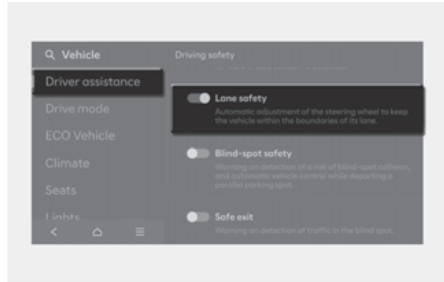 Vehicle
Driving safety
Driver assistance
Drive mode
ECO Vehicle
Climate
Seats
Lights
Lane safety
Automatic adjustment of the steering wheel to keep
the vehicle within the boundaries of its lane.
Blind-spot safety
Warning on detection of a risk of blind-spot collision,
and automatic vehicle control while departing a
parallel parking spot.
Safe exit
Warning on detection of traffic in the blind spot.